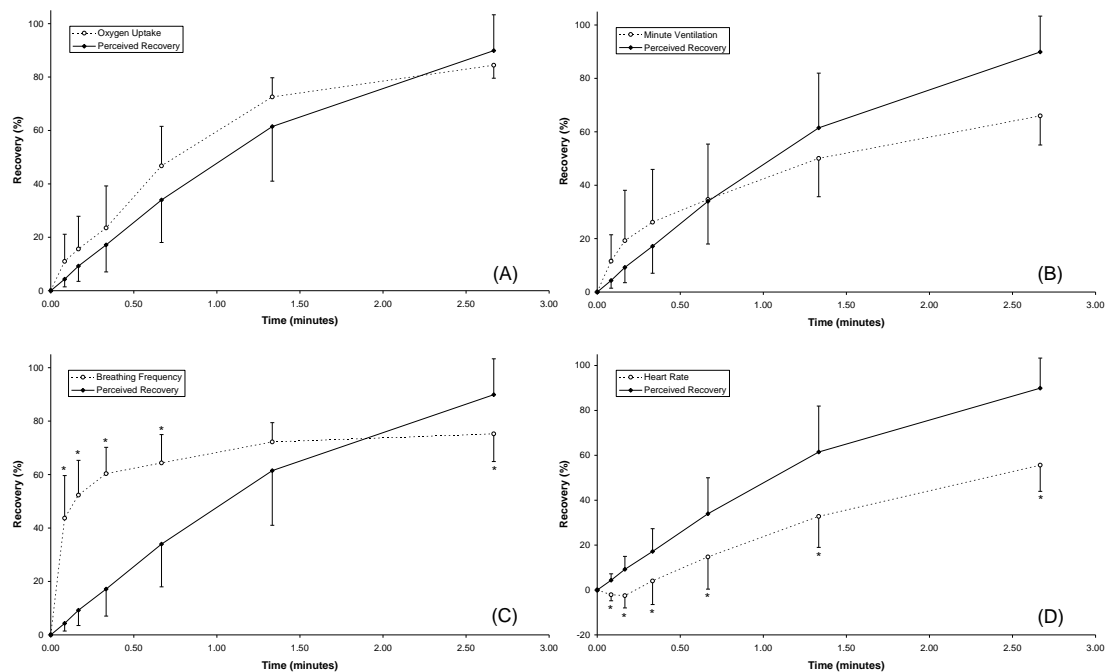 Oxygen Uptake
Perceived Recovery
Recovery (%)
100
80
60
40
20
0
0.00 0.50 1.00 1.50 2.00 2.50 3.00
Time (minutes)
(A)
Minute Ventilation
Perceived Recovery
Recovery (%)
100
80
60
40
20
0
0.00 0.50 1.00 1.50 2.00 2.50 3.00
Time (minutes)
(B)
Breathing Frequency
Perceived Recovery
Recovery (%)
100
80
60
40
20
0
* * * * *
0.00 0.50 1.00 1.50 2.00 2.50 3.00
Time (minutes)
(C)
Heart Rate
Perceived Recovery
Recovery (%)
100
80
60
40
20
0
-20
* * * * * *
0.00 0.50 1.00 1.50 2.00 2.50 3.00
Time (minutes)
(D)